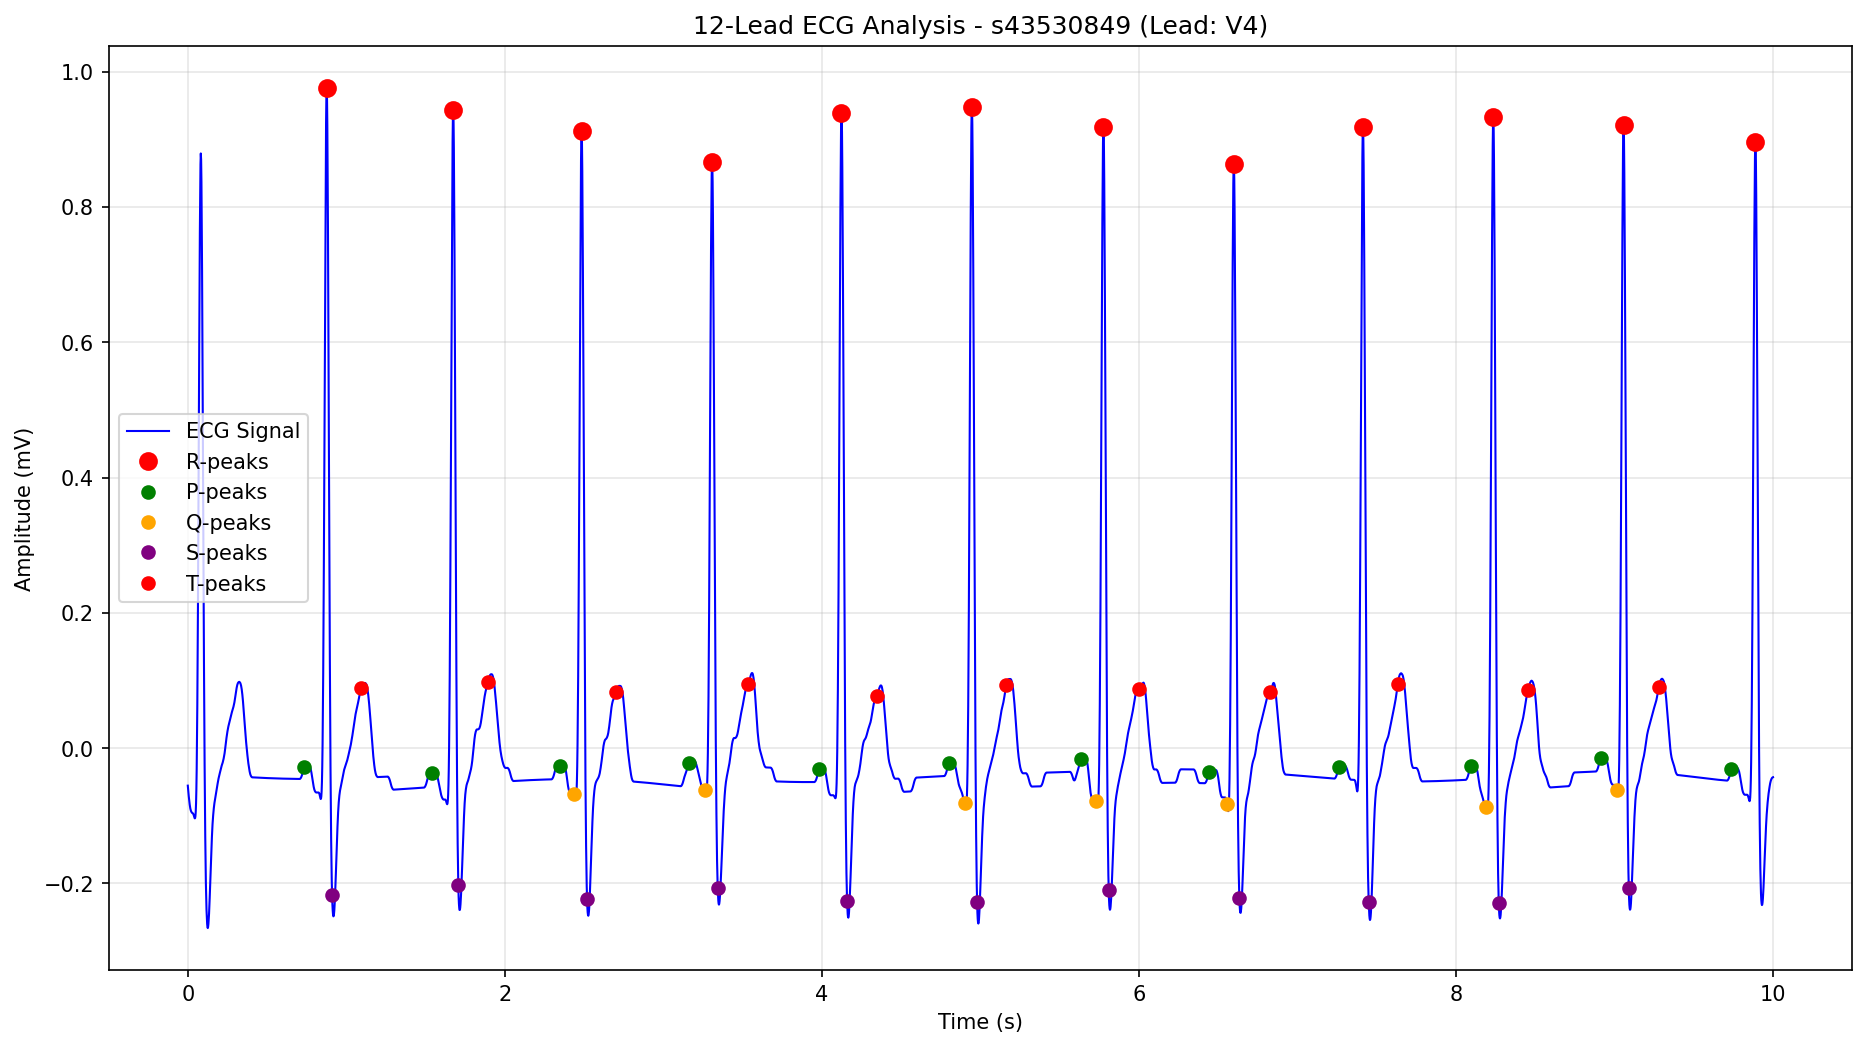 12-Lead ECG Analysis - s43530849 (Lead: V4)
1.0
0.8
0.6
0.4
0.2
0.0
−0.2
Amplitude (mV)
ECG Signal
R-peaks
P-peaks
Q-peaks
S-peaks
T-peaks
0 2 4 6 8 10
Time (s)